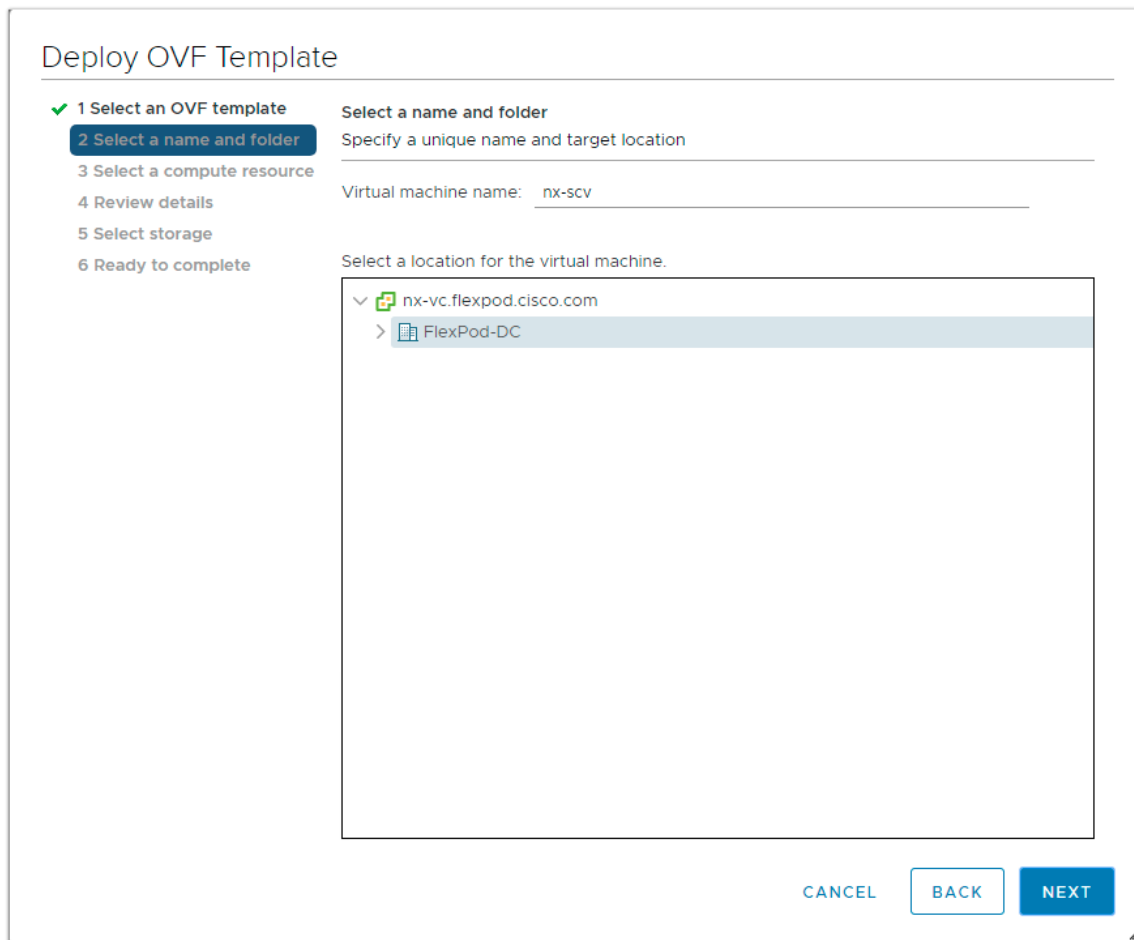 Deploy OVF Template
1 Select an OVF template
2 Select a name and folder
3 Select a compute resource
4 Review details
5 Select storage
6 Ready to complete
Select a name and folder
Specify a unique name and target location
Virtual machine name: nx-scv
Select a location for the virtual machine.
nx-vc.flexpod.cisco.com
FlexPod-DC
CANCEL BACK NEXT